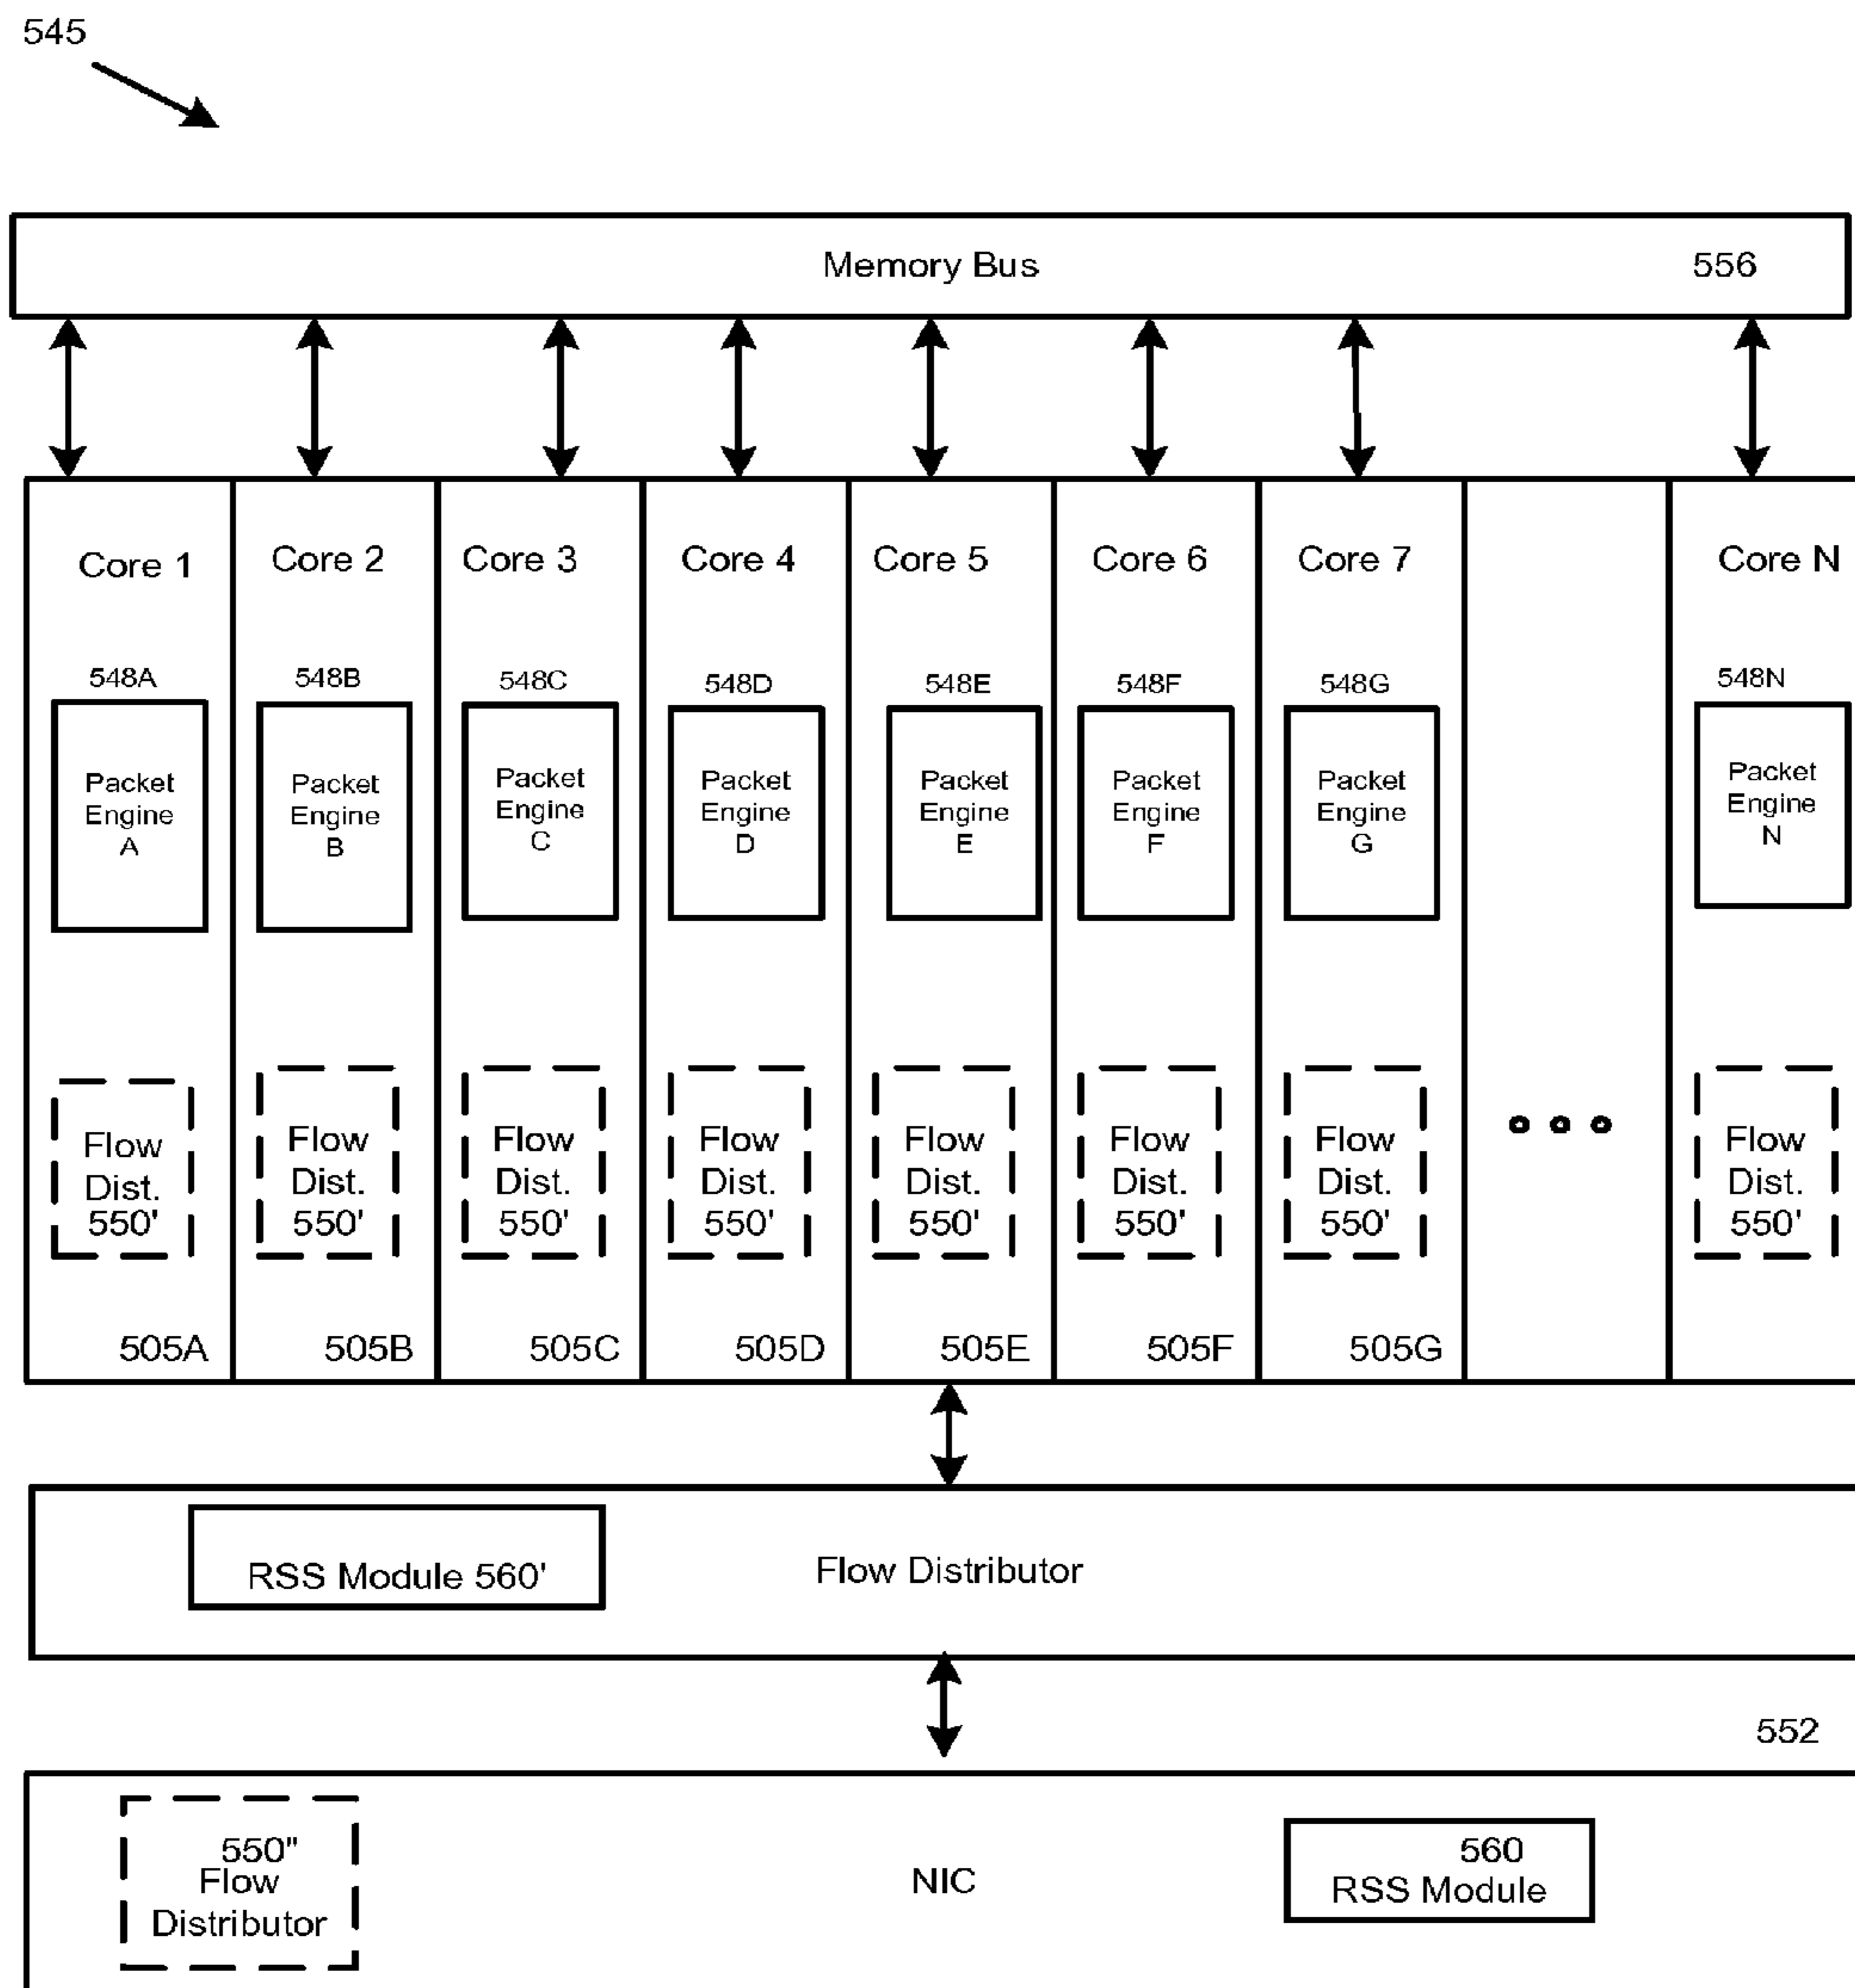 545
Memory Bus 556
Core 1 Core 2 Core 3 Core 4 Core 5 Core 6 Core 7 Core N
548A 548B 548C 548D 548E 548F 548G 548N
Packet Packet Packet Packet Packet Packet Packet Packet
Engine Engine Engine Engine Engine Engine Engine Engine
A B C D E F G N
Flow Flow Flow Flow Flow Flow Flow Flow
Dist. Dist. Dist. Dist. Dist. Dist. Dist. Dist.
550' 550' 550' 550' 550' 550' 550' 550'
505A 505B 505C 505D 505E 505F 505G
RSS Module 560' Flow Distributor
552
550"
Flow
Distributor
NIC
560
RSS Module